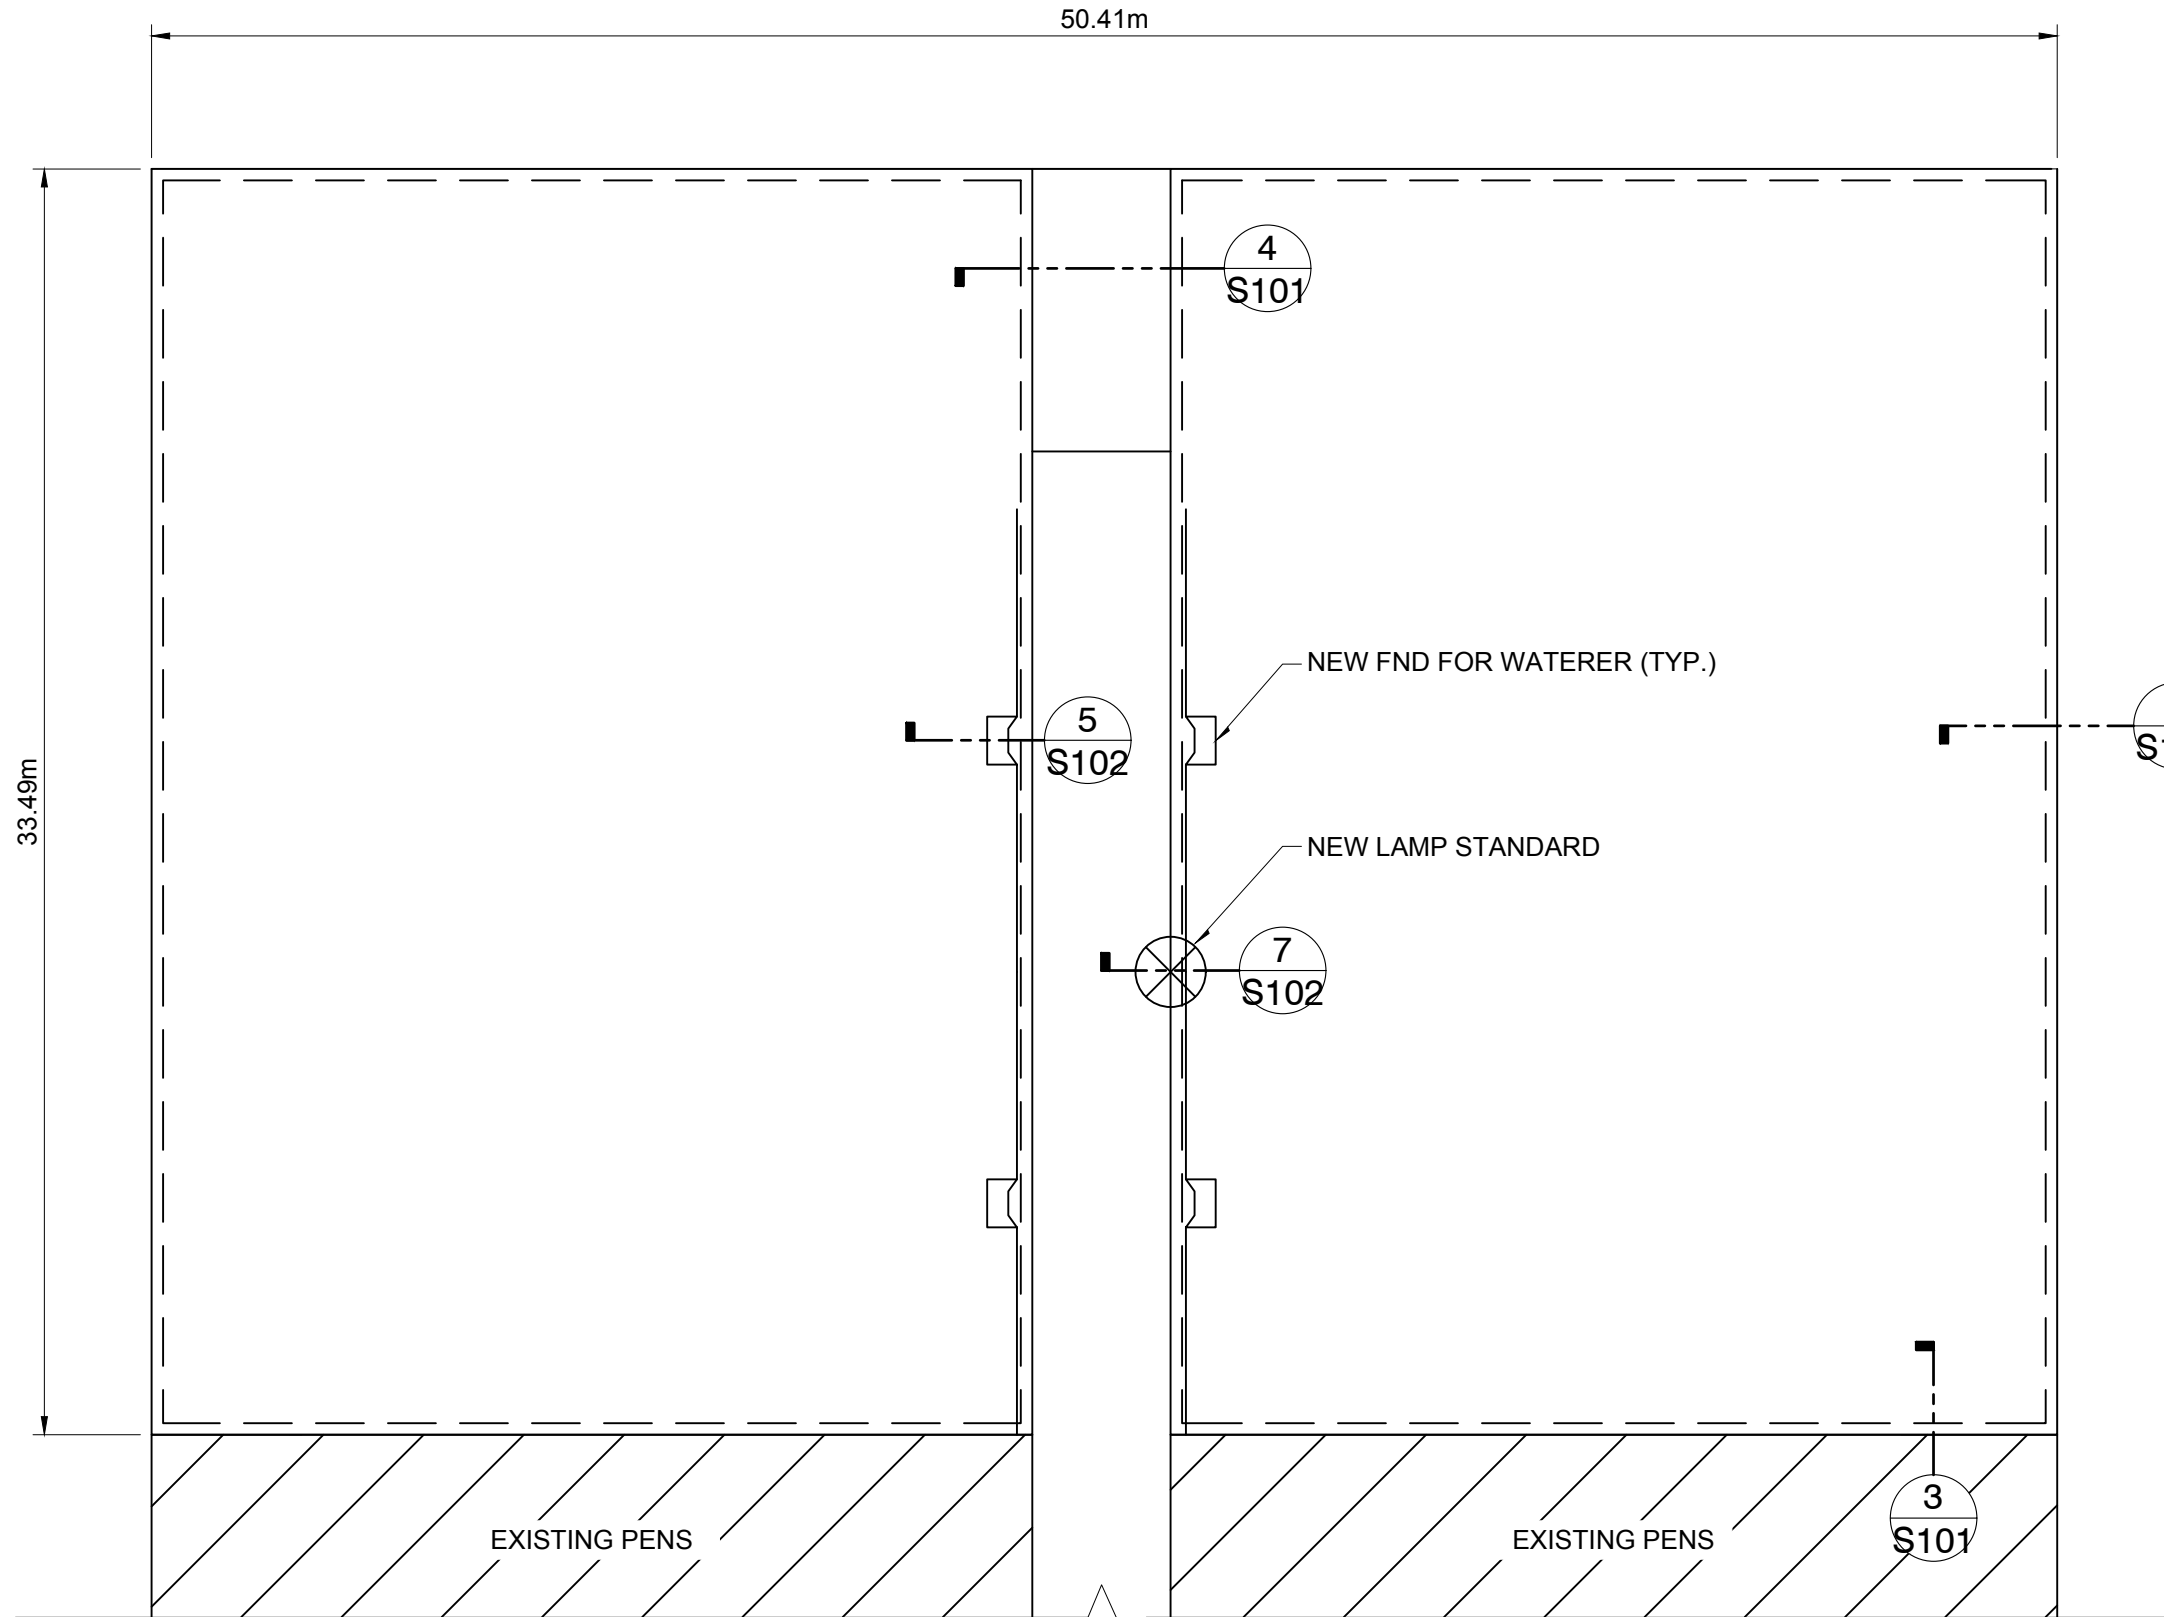 50.41m
4
S101
33.49m
NEW FND FOR WATERER (TYP.)
5
S102
NEW LAMP STANDARD
7
S102
EXISTING PENS
EXISTING PENS
3
S101